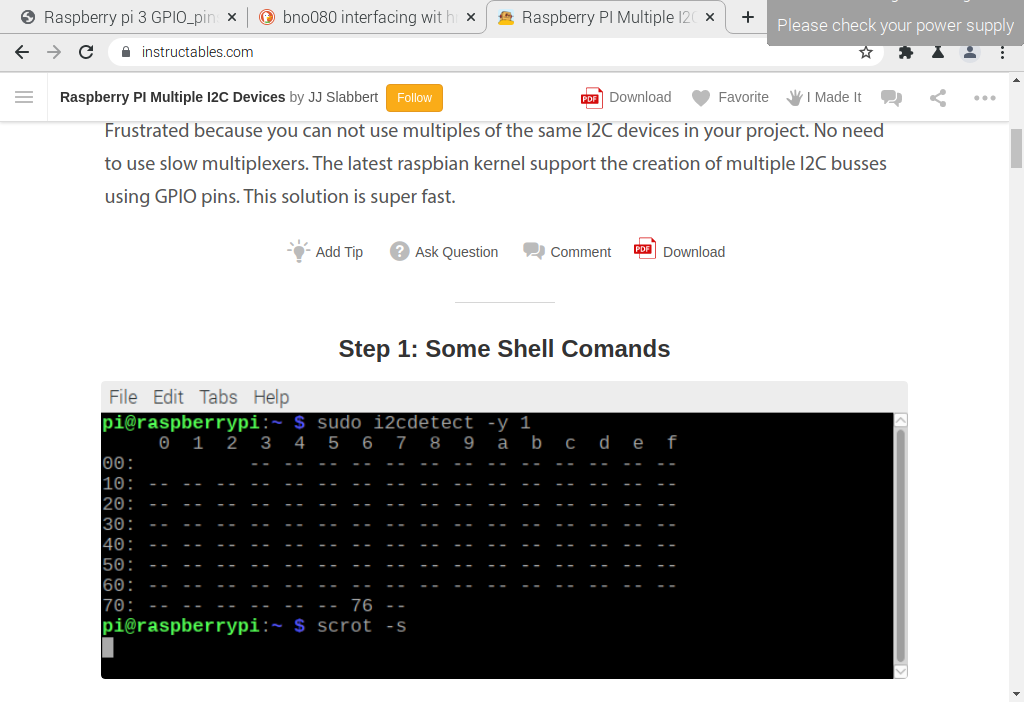 Raspberry pi 3 GPIO_pin
bno080 interfacing wit h
Raspberry PI Multiple I2C
Please check your power supply
instructables.com
Raspberry PI Multiple I2C Devices by JJ Slabbert
Follow
PDF Download
Favorite
I Made It
Frustrated because you can not use multiples of the same I2C devices in your project. No need
to use slow multiplexers. The latest raspbian kernel support the creation of multiple I2C busses
using GPIO pins. This solution is super fast.
Add Tip
? Ask Question
Comment
PDF Download
Step 1: Some Shell Comands
File Edit Tabs Help
pi@raspberrypi:~ $ sudo i2cdetect -y 1
0 1 2 3 4 5 6 7 8 9 a b c d e f
00: -- -- -- -- -- -- -- -- -- -- -- -- --
10: -- -- -- -- -- -- -- -- -- -- -- -- -- -- -- --
20: -- -- -- -- -- -- -- -- -- -- -- -- -- -- -- --
30: -- -- -- -- -- -- -- -- -- -- -- -- -- -- -- --
40: -- -- -- -- -- -- -- -- -- -- -- -- -- -- -- --
50: -- -- -- -- -- -- -- -- -- -- -- -- -- -- -- --
60: -- -- -- -- -- -- -- -- -- -- -- -- -- -- -- --
70: -- -- -- -- -- -- 76 --
pi@raspberrypi:~ $ scrot -s